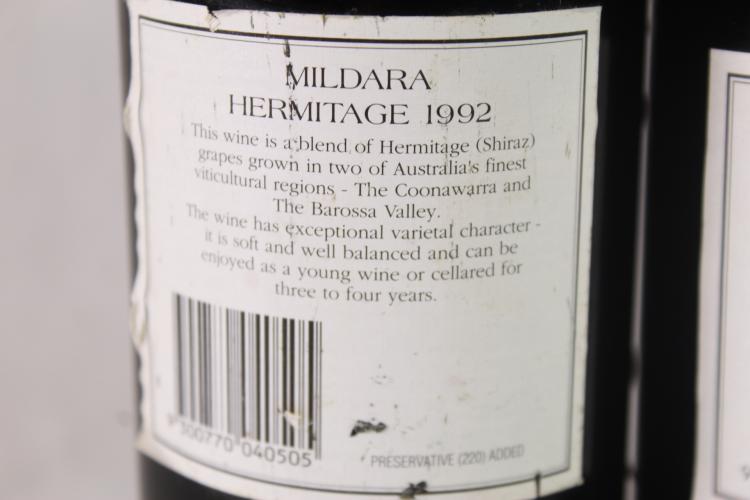 MILDARA
HERMITAGE 1992
This wine is a blend of Hermitage (Shiraz)
grapes grown in two of Australia's finest
viticultural regions - The Coonawarra and
The Barossa Valley.
The wine has exceptional varietal character -
it is soft and well balanced and can be
enjoyed as a young wine or cellared for
three to four years.
9 300770 040505
PRESERVATIVE (220) ADDED